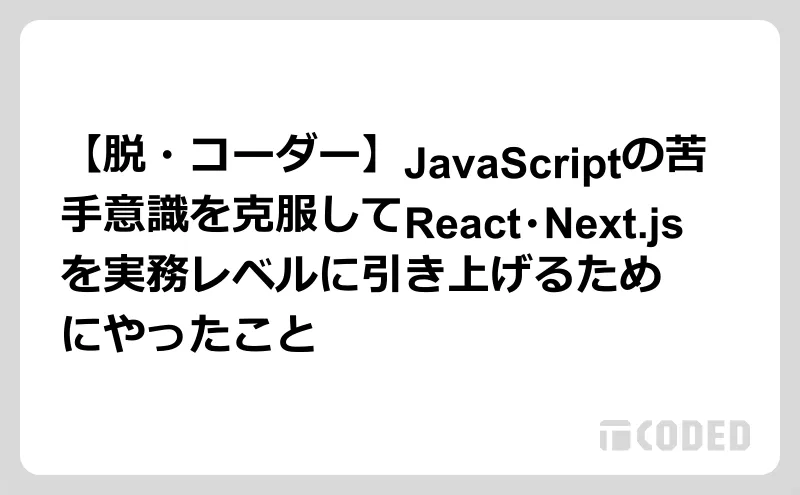 【脱・コーダー】JavaScriptの苦
手意識を克服してReact･Next.js
を実務レベルに引き上げるため
にやったこと
CODED